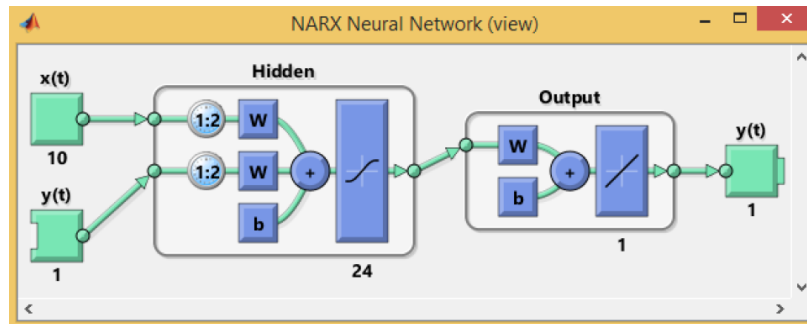 NARX Neural Network (view)
Hidden
x(t)
1:2
W
10
y(t)
1:2
W
+
b
1
24
Output
W
+
b
1
y(t)
1